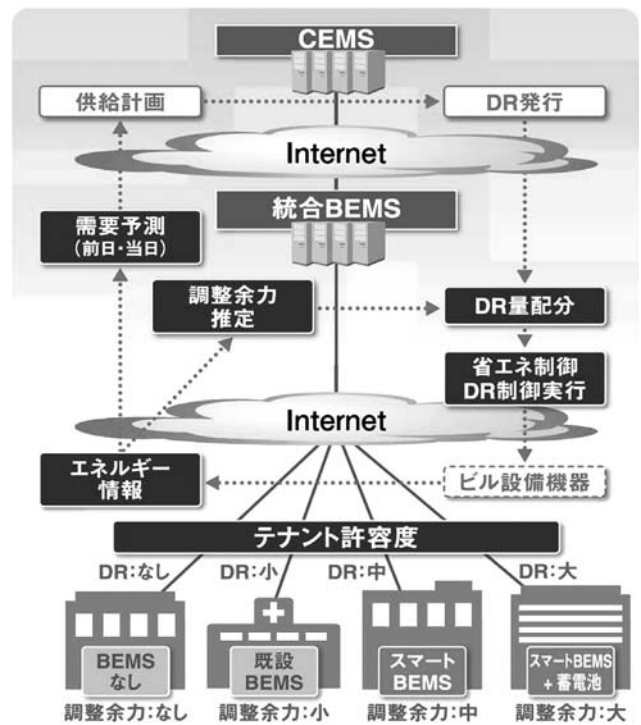 CEMS
供給計画
DR発行
Internet
統合BEMS
需要予測
(前日・当日)
調整余力
推定
DR量配分
省エネ制御
DR制御実行
Internet
エネルギー
情報
ビル設備機器
テナント許容度
DR:なし
DR:小
DR:中
DR:大
BEMS
なし
既設
BEMS
スマート
BEMS
スマートBEMS
+蓄電池
調整余力:なし
調整余力:小
調整余力:中
調整余力:大